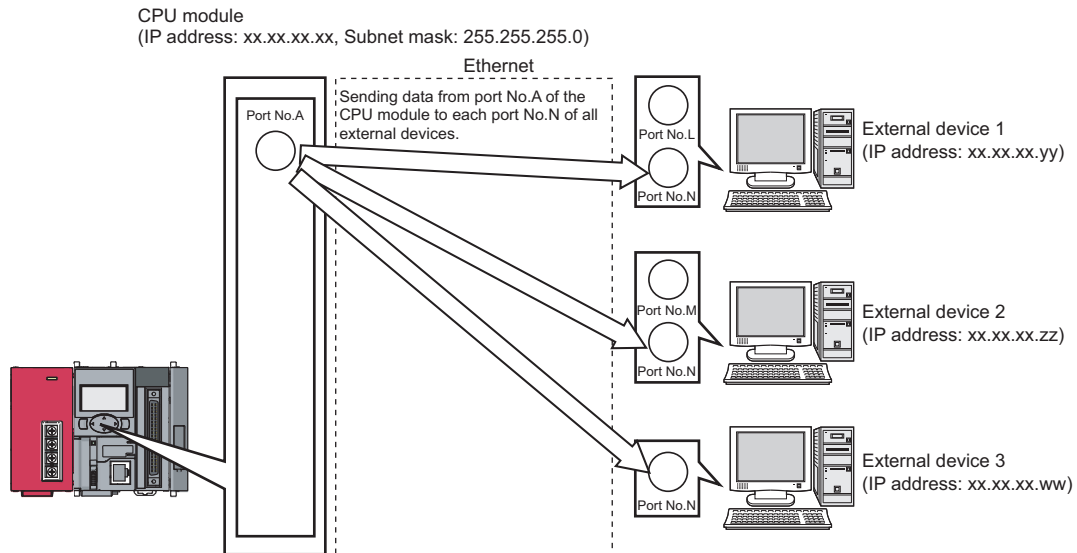 CPU module
(IP address: xx.xx.xx.xx, Subnet mask: 255.255.255.0)
Ethernet
Port No.A
Sending data from port No.A of the
CPU module to each port No.N of all
external devices.
Port No.L
Port No.N
External device 1
(IP address: xx.xx.xx.yy)
Port No.M
Port No.N
External device 2
(IP address: xx.xx.xx.zz)
Port No.N
External device 3
(IP address: xx.xx.xx.ww)